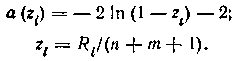 a (z_l) = − 2 ln (1 − z_l) − 2;
z_l = R_l/(n + m + 1).